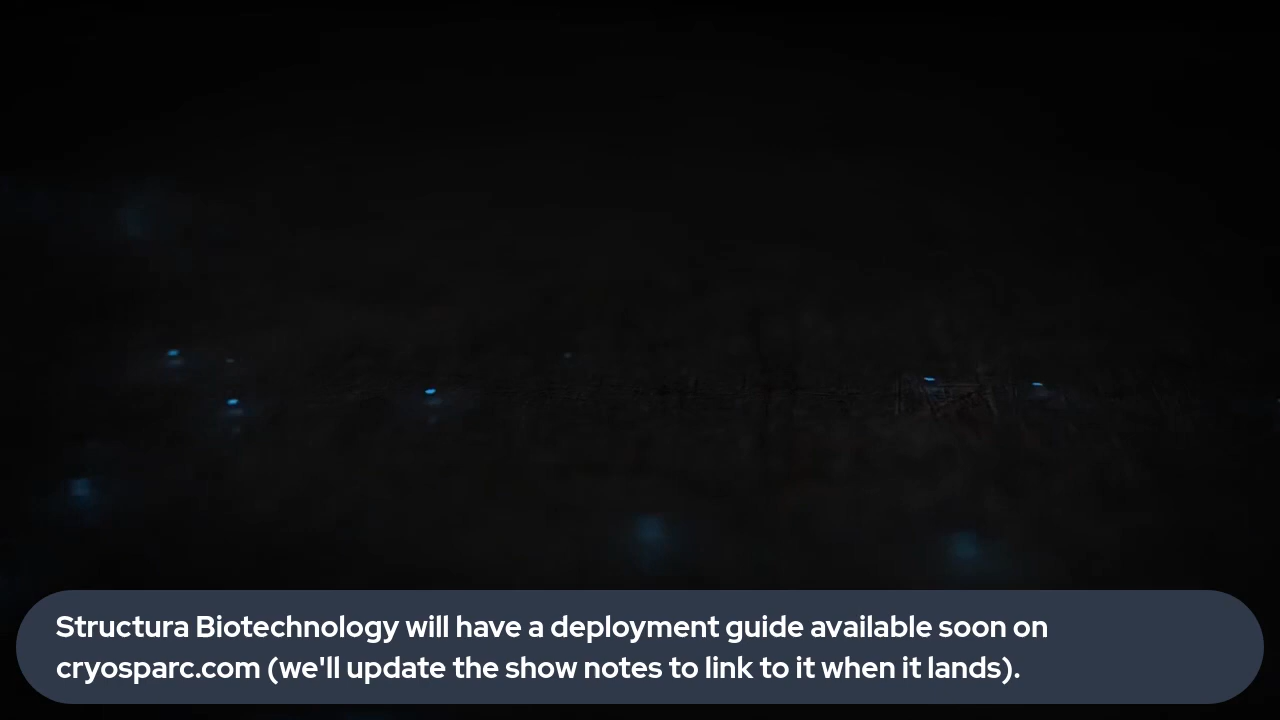 Structura Biotechnology will have a deployment guide available soon on
cryosparc.com (we'll update the show notes to link to it when it lands).